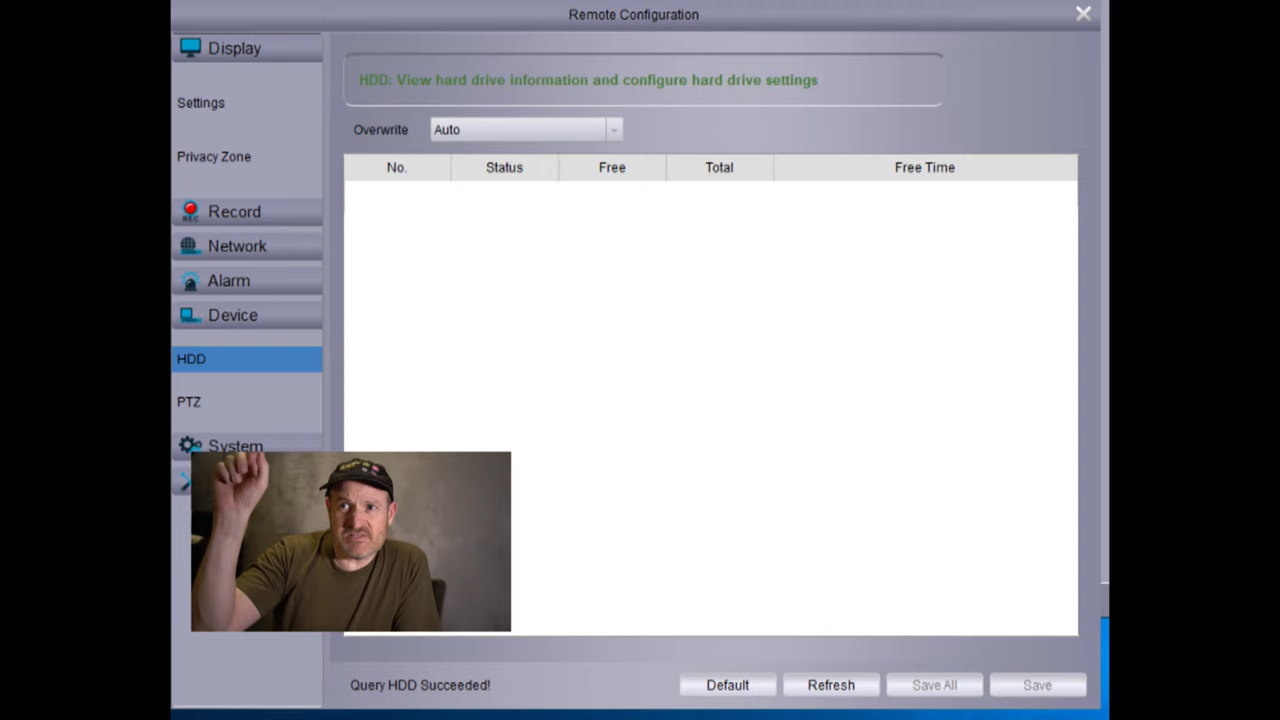 Remote Configuration
Display
Settings
Privacy Zone
Record
REC
Network
Alarm
Device
HDD
PTZ
System
HDD: View hard drive information and configure hard drive settings
Overwrite Auto
No. Status Free Total Free Time
Query HDD Succeeded!
Default Refresh Save All Save